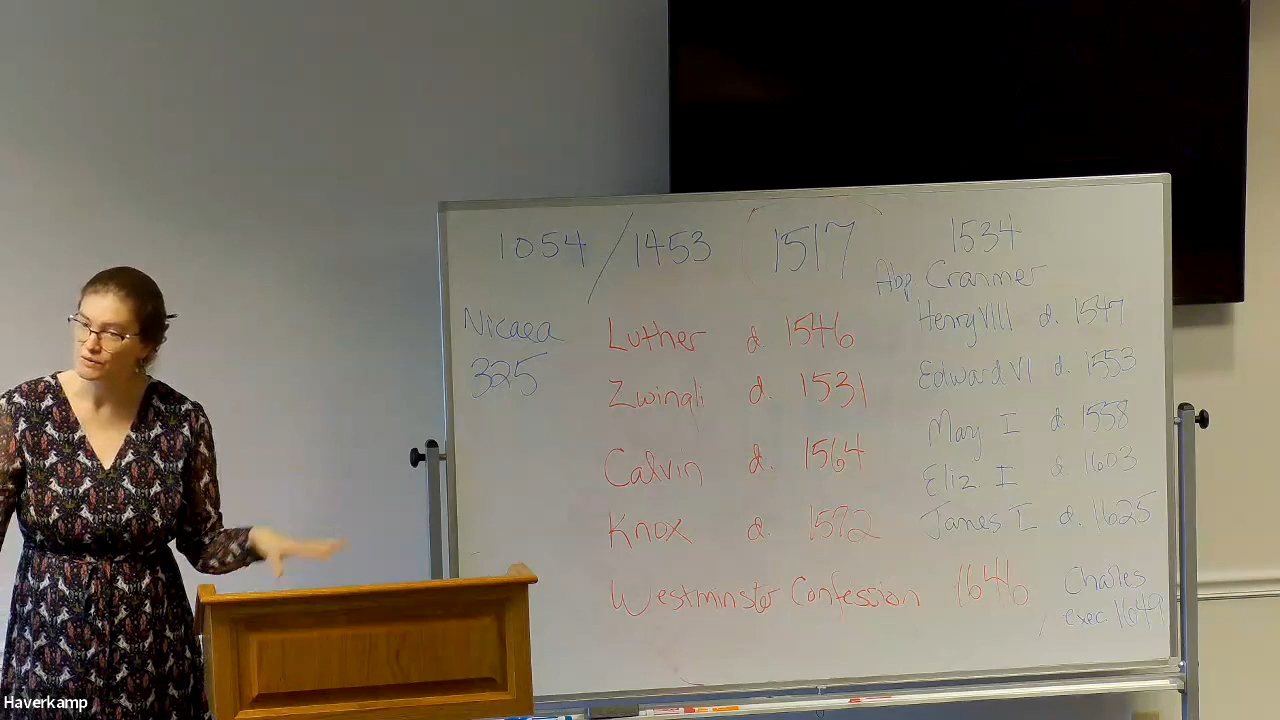 1054 / 1453 1517 1534
Abp Cranmer
Nicaea
325
Luther d 1546
Zwingli d. 1531
Calvin d. 1564
Knox d. 1572
Westminster Confession 1646
Henry VIII d. 1547
Edward VI d. 1553
Mary I d. 1558
Eliz I d 1603
James I d. 1625
Charles
exec. 1649
Haverkamp